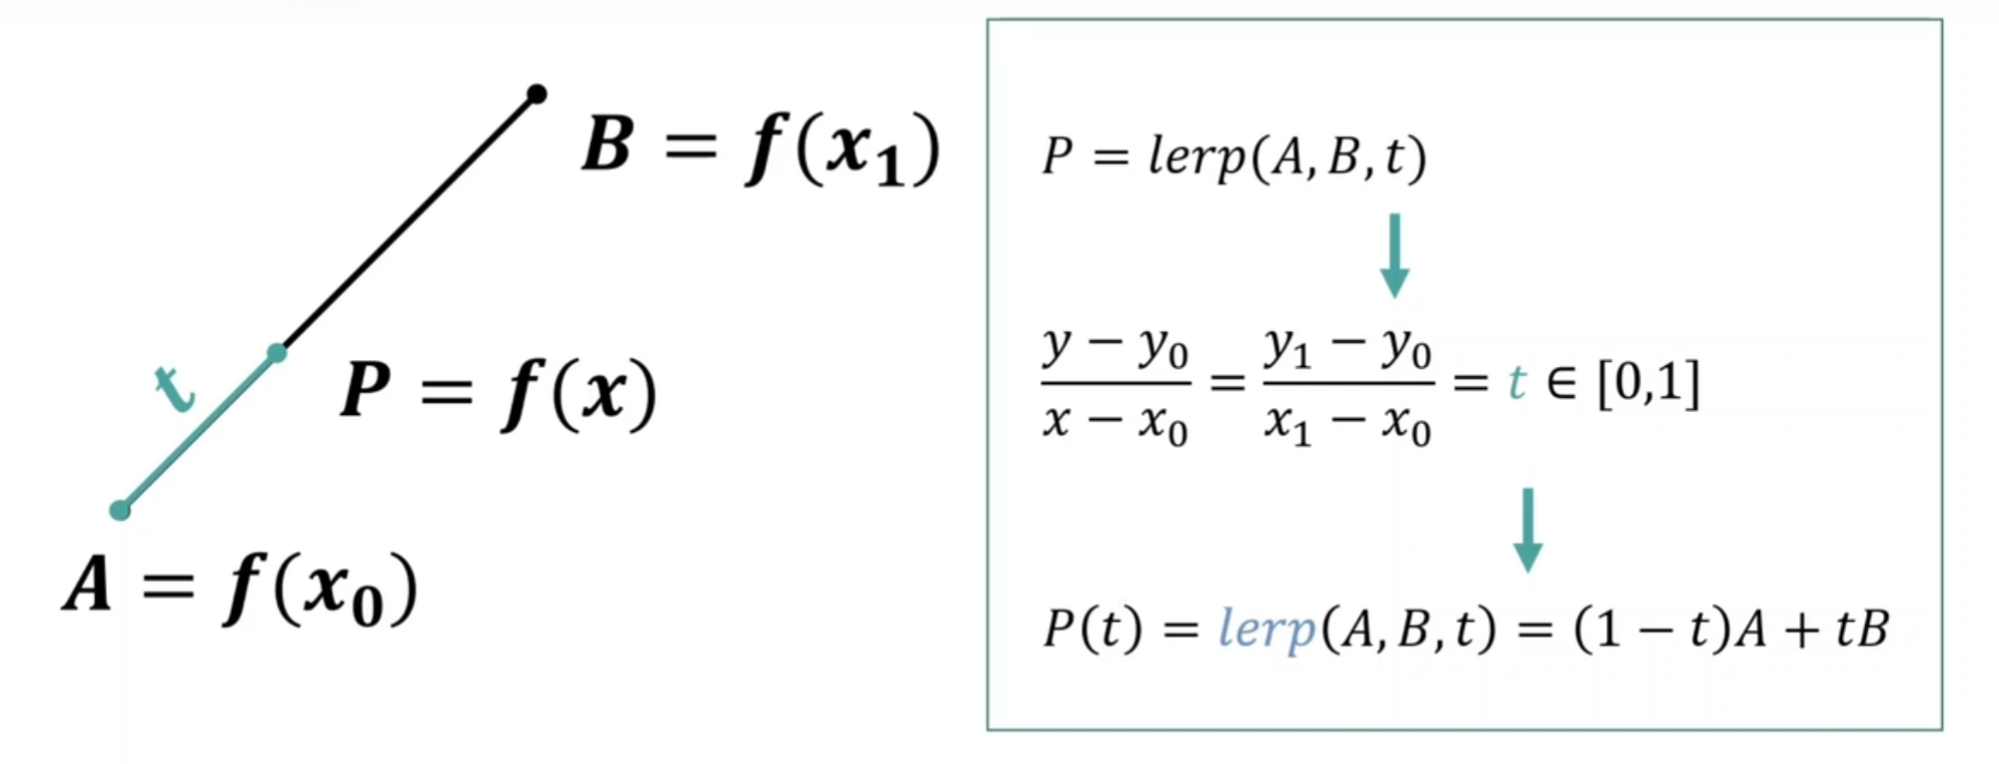 B = f(x₁)
t
P = f(x)
A = f(x₀)
P = lerp(A, B, t)
(y − y₀)/(x − x₀) = (y₁ − y₀)/(x₁ − x₀) = t ∈ [0,1]
P(t) = lerp(A, B, t) = (1 − t)A + tB